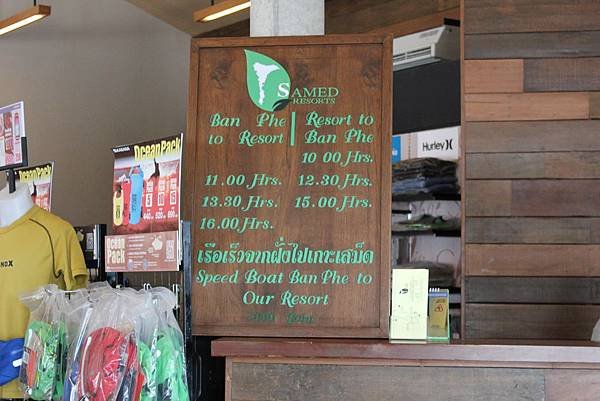 SAMED
RESORTS
Ban Phe
to Resort
Resort to
Ban Phe
10 00 Hrs.
11.00 Hrs. 12.30 Hrs.
13.30 Hrs. 15.00 Hrs.
16.00 Hrs.
เรือเร็วจากฝั่งไปเกาะเสม็ด
Speed Boat Ban Phe to
Our Resort
OceanPack
Ocean
Pack
Hurley